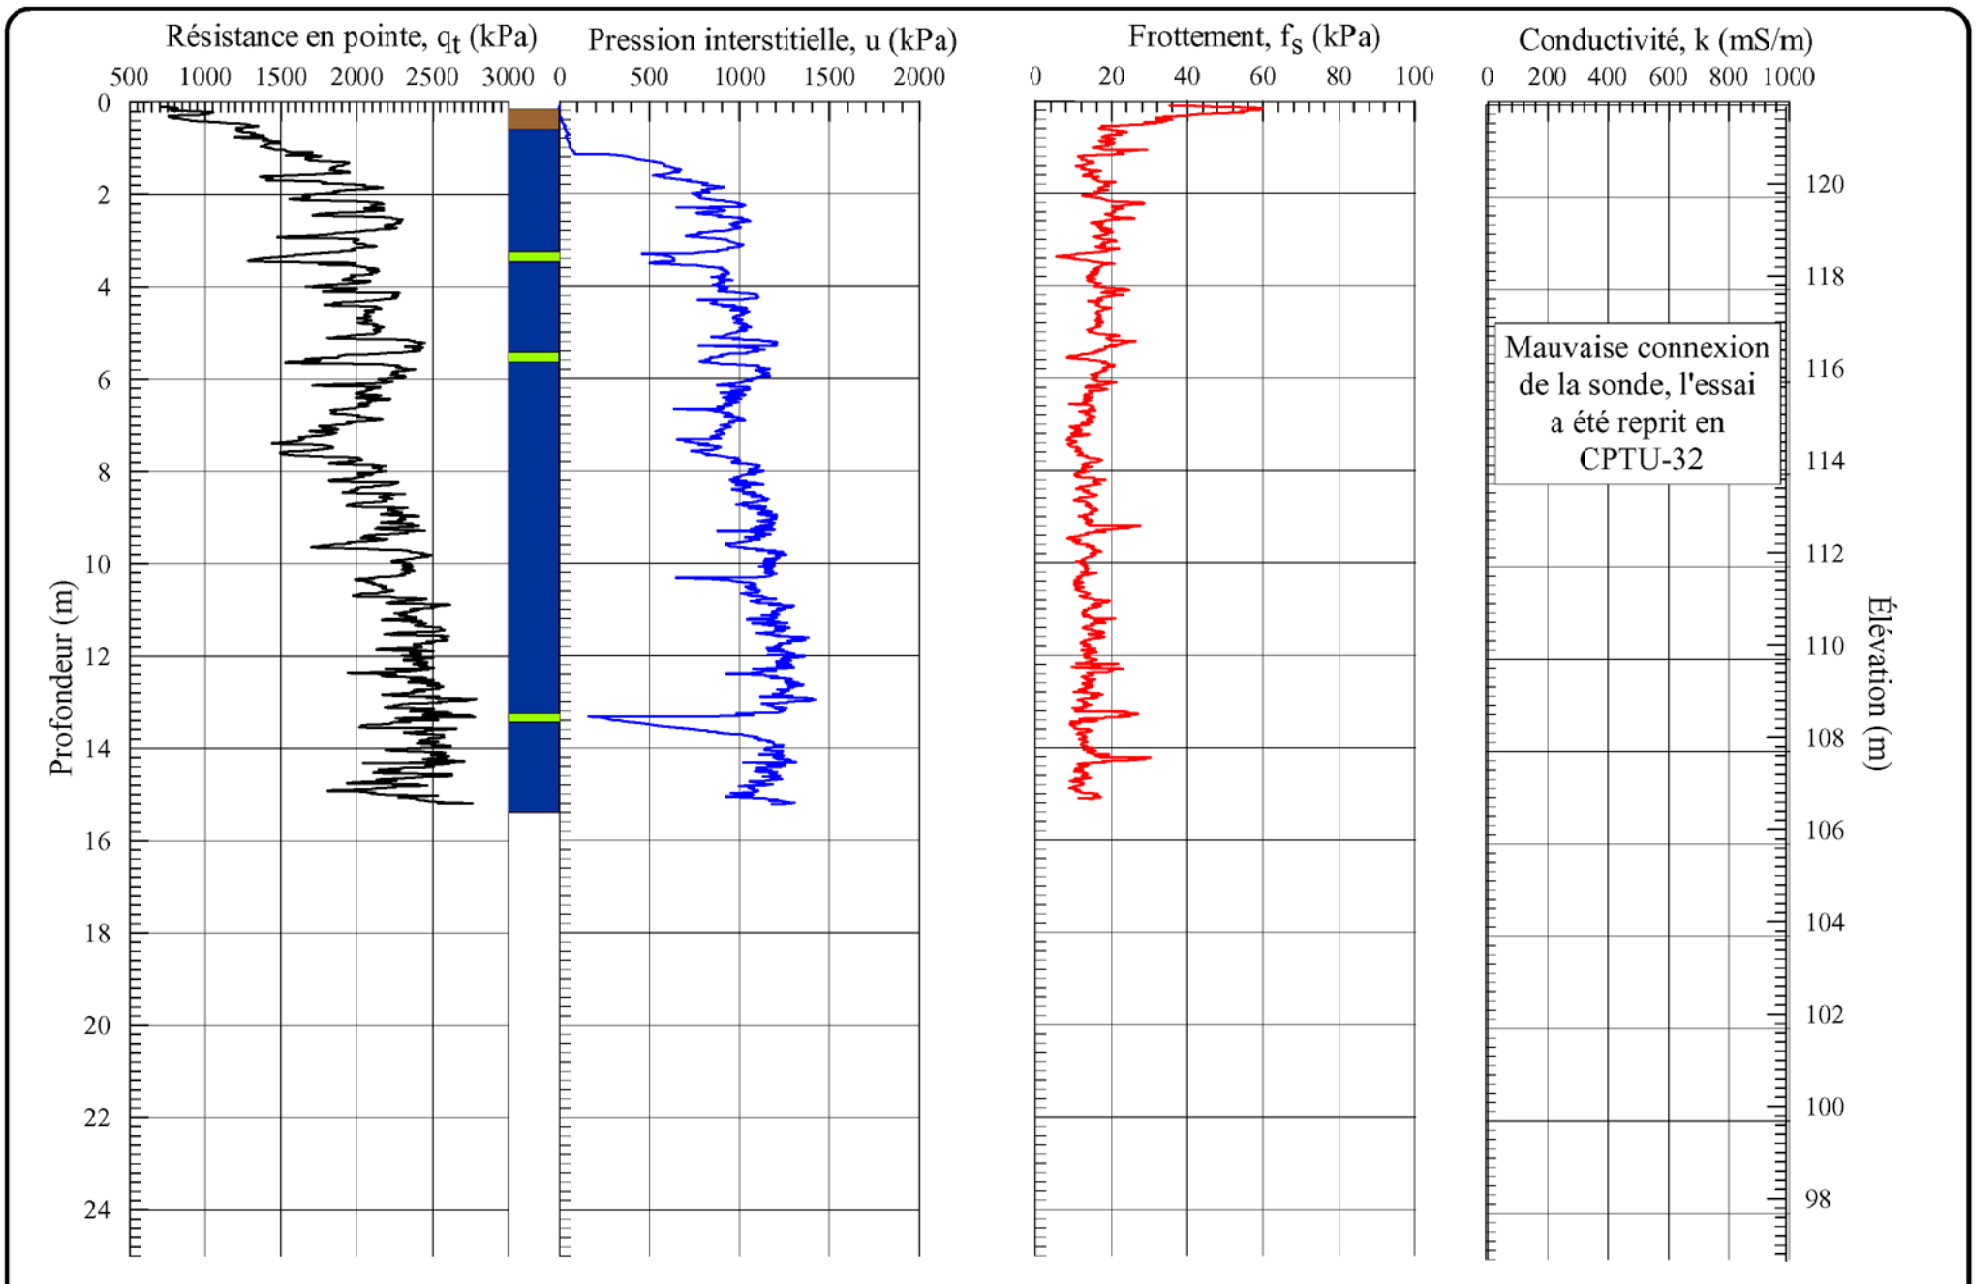 Résistance en pointe, qt (kPa)
Pression interstitielle, u (kPa)
Frottement, fs (kPa)
Conductivité, k (mS/m)
500 1000 1500 2000 2500 3000
0 500 1000 1500 2000
0 20 40 60 80 100
0 200 400 600 800 1000
0
2
4
6
8
10
12
14
16
18
20
22
24
Profondeur (m)
Mauvaise connexion
de la sonde, l'essai
a été reprit en
CPTU-32
120
118
116
114
112
110
108
106
104
102
100
98
Élévation (m)